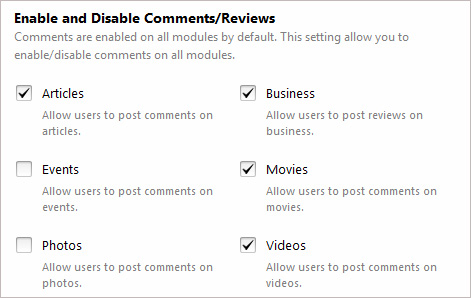 Enable and Disable Comments/Reviews
Comments are enabled on all modules by default. This setting allow you to
enable/disable comments on all modules.
Articles
Allow users to post comments on
articles.
Business
Allow users to post reviews on
business.
Events
Allow users to post comments on
events.
Movies
Allow users to post comments on
movies.
Photos
Allow users to post comments on
photos.
Videos
Allow users to post comments on
videos.